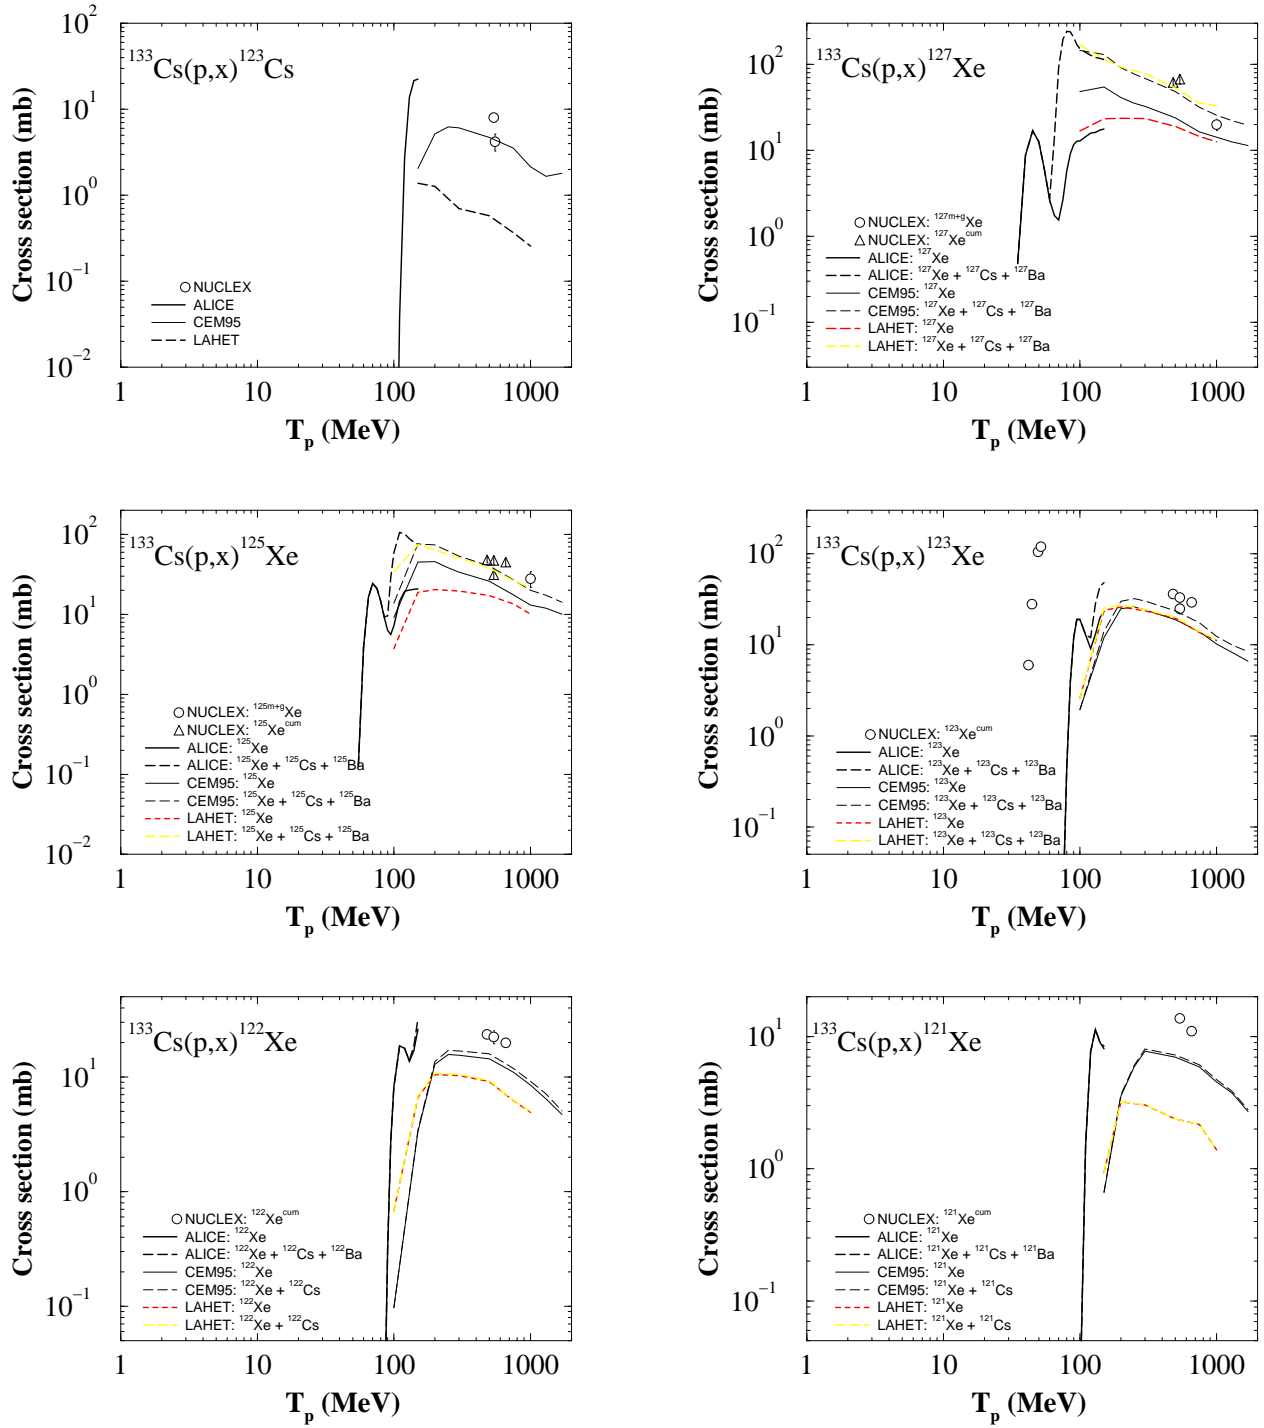 10²
10¹
10⁰
10⁻¹
10⁻²
Cross section (mb)
¹³³Cs(p,x)¹²³Cs
NUCLEX
ALICE
CEM95
LAHET
1 10 100 1000
T_p (MeV)
10²
10¹
10⁰
10⁻¹
Cross section (mb)
¹³³Cs(p,x)¹²⁷Xe
NUCLEX: ¹²⁷ᵐ⁺ᵍXe
NUCLEX: ¹²⁷Xeᶜᵘᵐ
ALICE: ¹²⁷Xe
ALICE: ¹²⁷Xe + ¹²⁷Cs + ¹²⁷Ba
CEM95: ¹²⁷Xe
CEM95: ¹²⁷Xe + ¹²⁷Cs + ¹²⁷Ba
LAHET: ¹²⁷Xe
LAHET: ¹²⁷Xe + ¹²⁷Cs + ¹²⁷Ba
1 10 100 1000
T_p (MeV)
10²
10¹
10⁰
10⁻¹
10⁻²
Cross section (mb)
¹³³Cs(p,x)¹²⁵Xe
NUCLEX: ¹²⁵ᵐ⁺ᵍXe
NUCLEX: ¹²⁵Xeᶜᵘᵐ
ALICE: ¹²⁵Xe
ALICE: ¹²⁵Xe + ¹²⁵Cs + ¹²⁵Ba
CEM95: ¹²⁵Xe
CEM95: ¹²⁵Xe + ¹²⁵Cs + ¹²⁵Ba
LAHET: ¹²⁵Xe
LAHET: ¹²⁵Xe + ¹²⁵Cs + ¹²⁵Ba
1 10 100 1000
T_p (MeV)
10²
10¹
10⁰
10⁻¹
Cross section (mb)
¹³³Cs(p,x)¹²³Xe
NUCLEX: ¹²³Xeᶜᵘᵐ
ALICE: ¹²³Xe
ALICE: ¹²³Xe + ¹²³Cs + ¹²³Ba
CEM95: ¹²³Xe
CEM95: ¹²³Xe + ¹²³Cs + ¹²³Ba
LAHET: ¹²³Xe
LAHET: ¹²³Xe + ¹²³Cs + ¹²³Ba
1 10 100 1000
T_p (MeV)
10¹
10⁰
10⁻¹
Cross section (mb)
¹³³Cs(p,x)¹²²Xe
NUCLEX: ¹²²Xeᶜᵘᵐ
ALICE: ¹²²Xe
ALICE: ¹²²Xe + ¹²²Cs + ¹²²Ba
CEM95: ¹²²Xe
CEM95: ¹²²Xe + ¹²²Cs
LAHET: ¹²²Xe
LAHET: ¹²²Xe + ¹²²Cs
1 10 100 1000
T_p (MeV)
10¹
10⁰
10⁻¹
Cross section (mb)
¹³³Cs(p,x)¹²¹Xe
NUCLEX: ¹²¹Xeᶜᵘᵐ
ALICE: ¹²¹Xe
ALICE: ¹²¹Xe + ¹²¹Cs + ¹²¹Ba
CEM95: ¹²¹Xe
CEM95: ¹²¹Xe + ¹²¹Cs
LAHET: ¹²¹Xe
LAHET: ¹²¹Xe + ¹²¹Cs
1 10 100 1000
T_p (MeV)